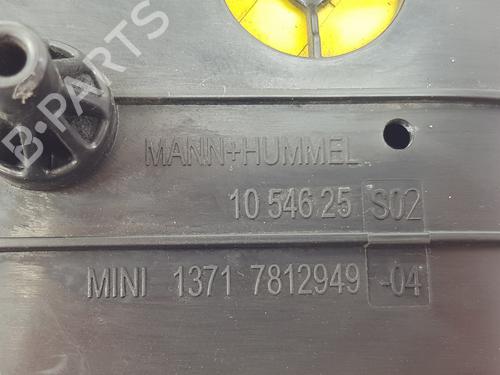 B-PARTS
MANN+HUMMEL
10 546 25 S02
MINI 1371 7812949 -04